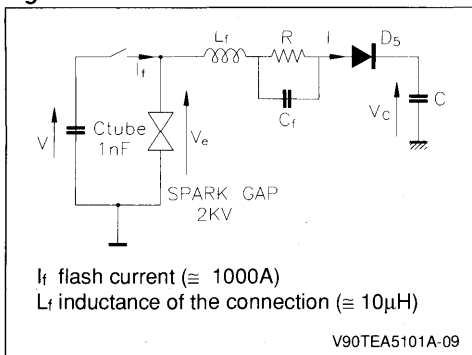 Lf
R
I
D5
If
Cf
V
Ctube
1nF
Ve
Vc
C
SPARK GAP
2KV
If flash current (≅ 1000A)
Lf inductance of the connection (≅ 10μH)
V90TEA5101A-09